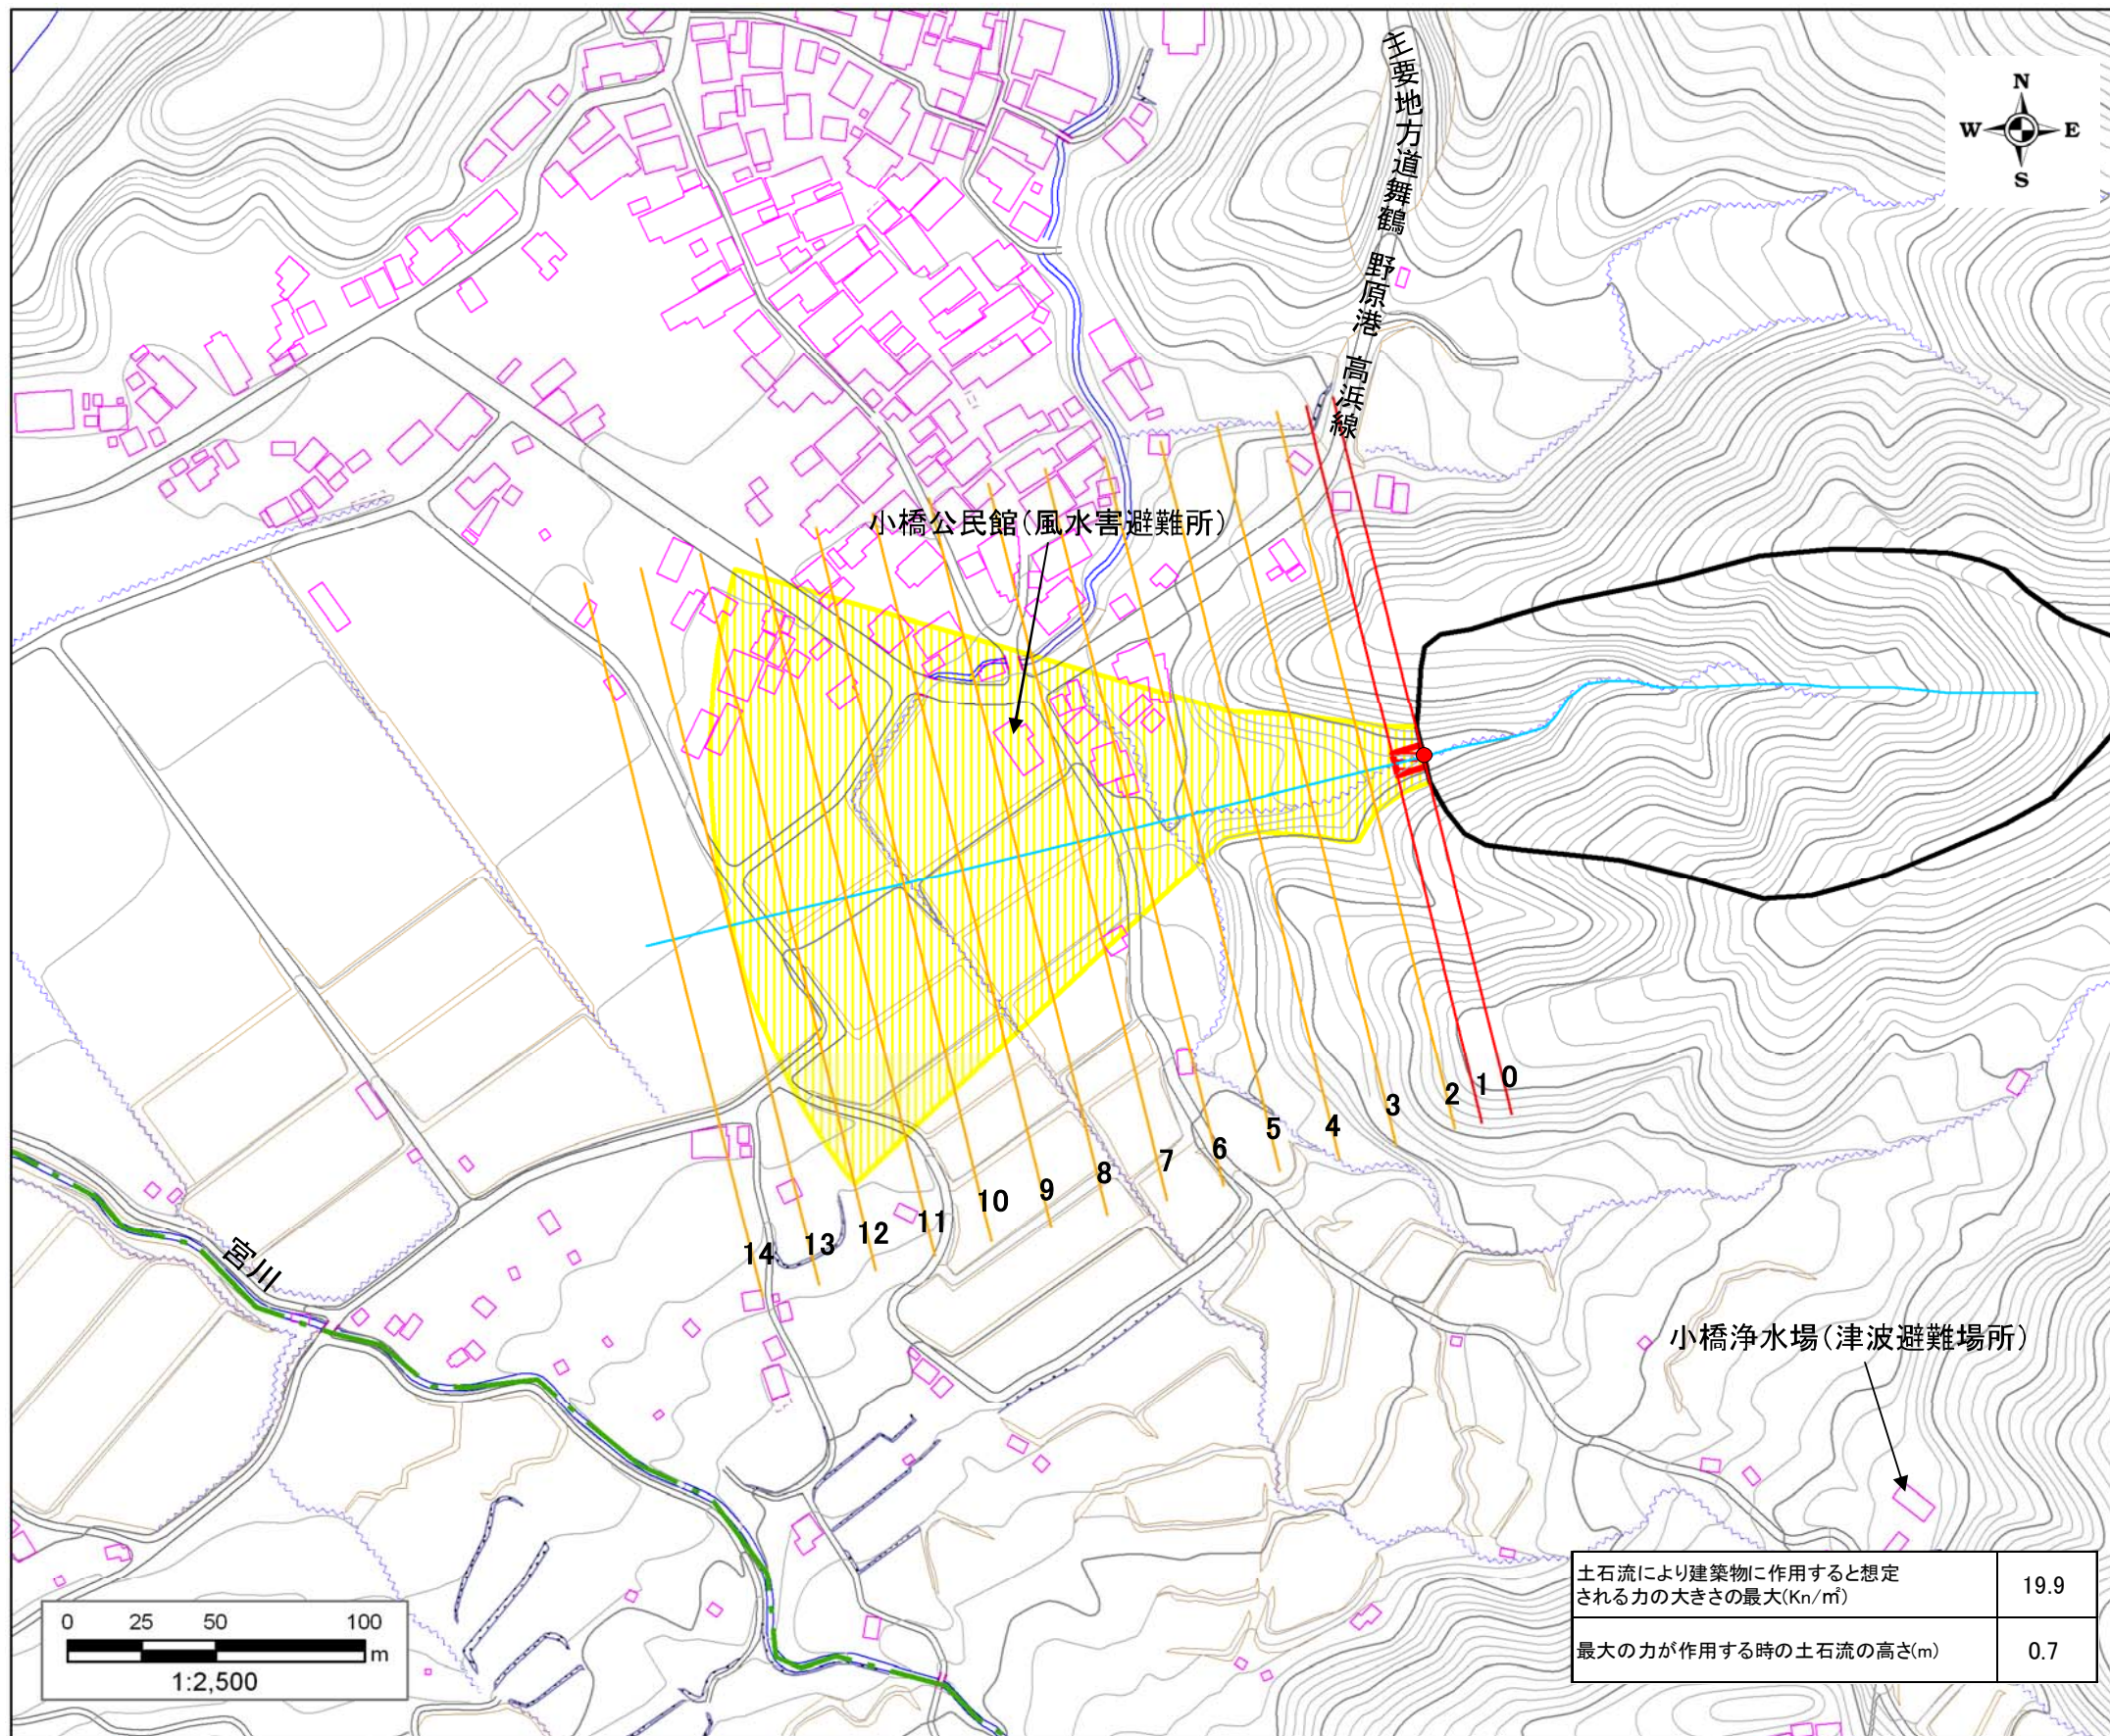 主要地方道舞鶴 野原港 高浜線
N
W E
S
小橋公民館(風水害避難所)
0
1
2
3
4
5
6
7
8
9
10
11
12
13
14
宮川
小橋浄水場(津波避難場所)
土石流により建築物に作用すると想定
される力の大きさの最大(Kn/㎡)
19.9
最大の力が作用する時の土石流の高さ(m)
0.7
0 25 50 100
m
1:2,500